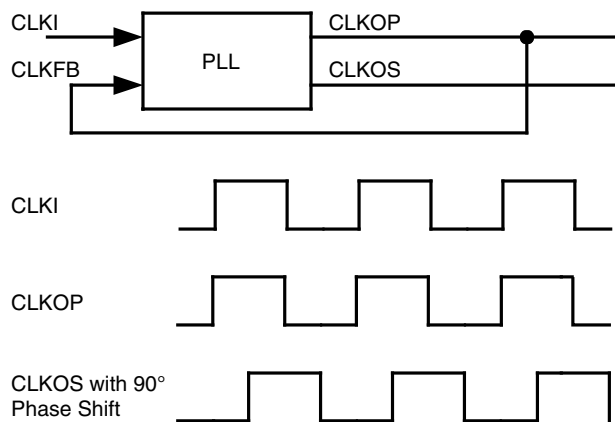 CLKI
CLKOP
CLKFB
PLL
CLKOS
CLKI
CLKOP
CLKOS with 90°
Phase Shift